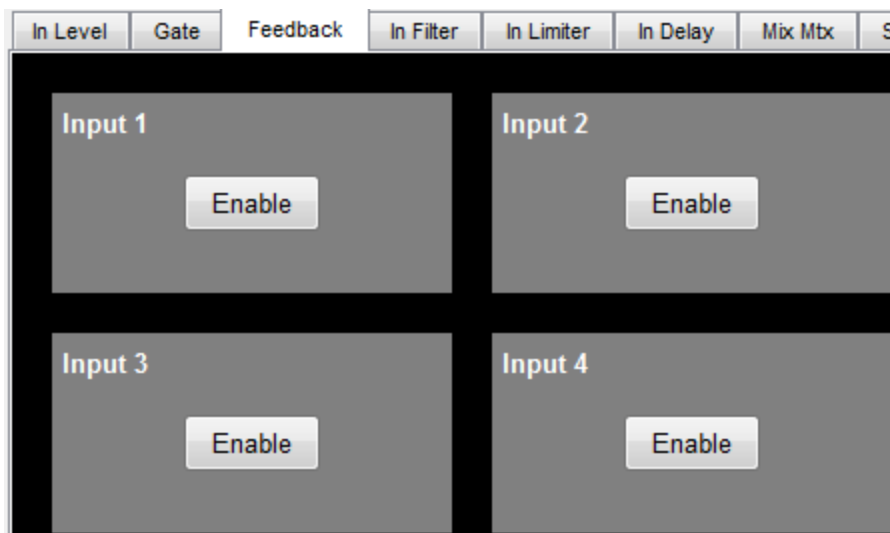 In Level Gate Feedback In Filter In Limiter In Delay Mix Mtx S
Input 1 Input 2
Enable Enable
Input 3 Input 4
Enable Enable